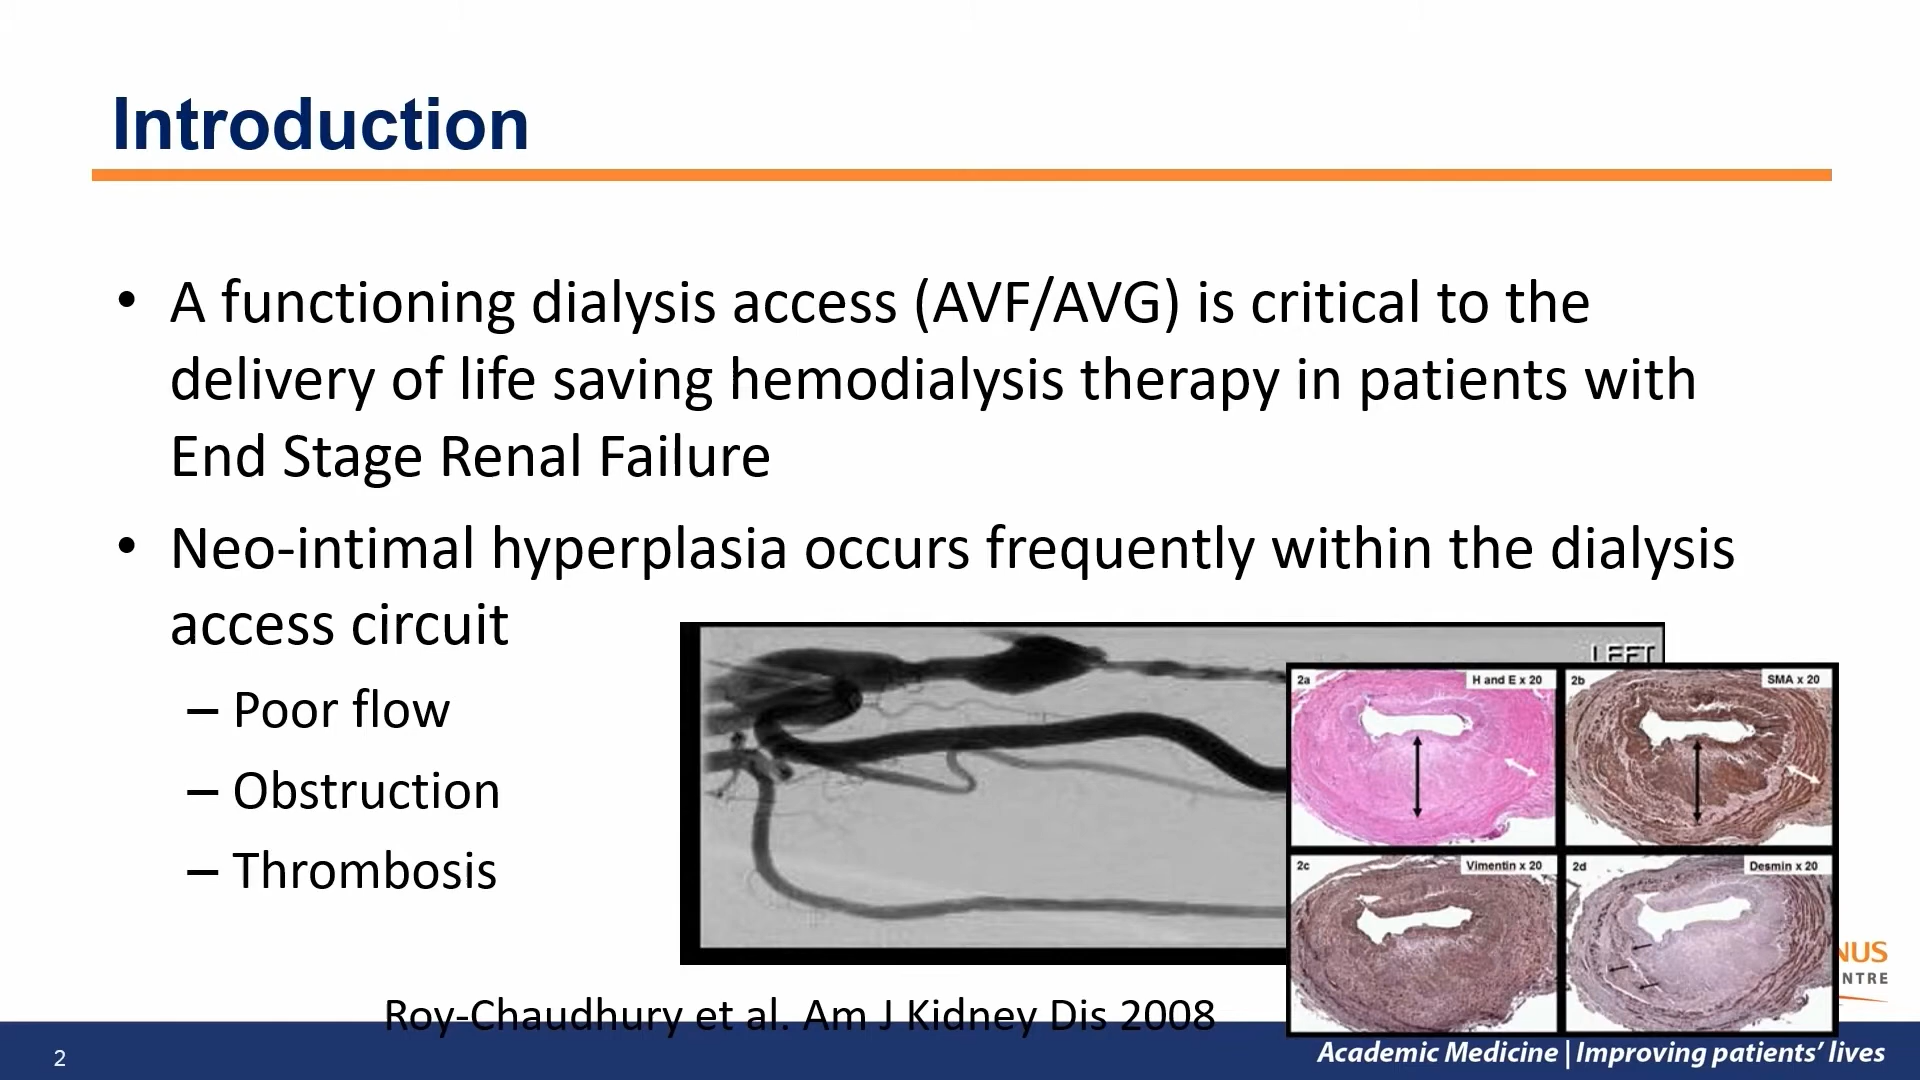 Introduction
• A functioning dialysis access (AVF/AVG) is critical to the
delivery of life saving hemodialysis therapy in patients with
End Stage Renal Failure
• Neo-intimal hyperplasia occurs frequently within the dialysis
access circuit
– Poor flow
– Obstruction
– Thrombosis
LEFT
2a H and E x 20
2b SMA x 20
2c Vimentin x 20
2d Desmin x 20
NUS
NTRE
Roy-Chaudhury et al. Am J Kidney Dis 2008
2
Academic Medicine | Improving patients’ lives